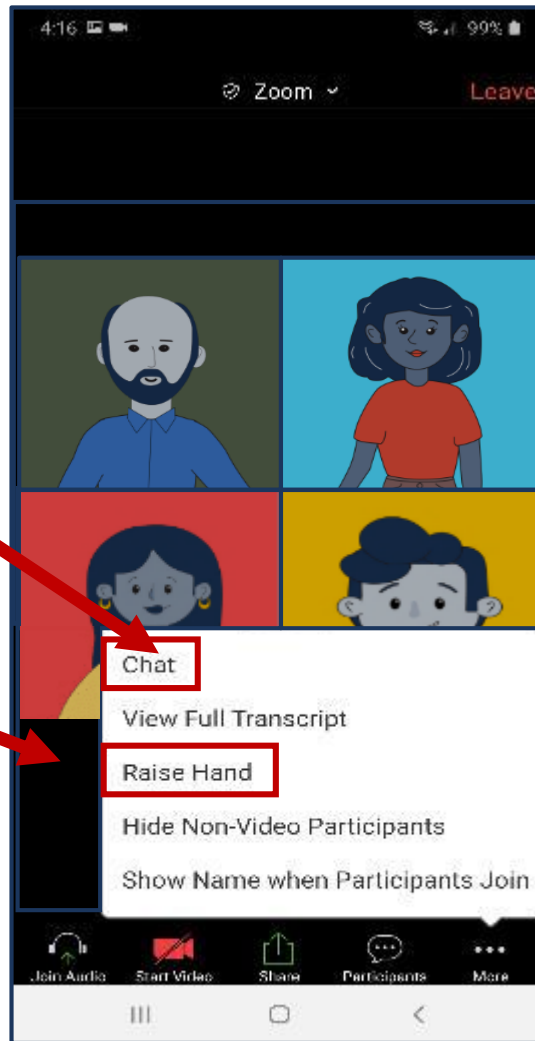 4:16 99%
Zoom Leave
Chat
View Full Transcript
Raise Hand
Hide Non-Video Participants
Show Name when Participants Join
Join Audio Start Video Share Participants More